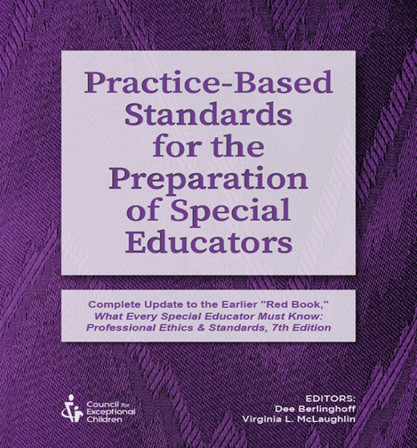 Practice-Based
Standards
for the
Preparation
of Special
Educators
Complete Update to the Earlier "Red Book,"
What Every Special Educator Must Know:
Professional Ethics & Standards, 7th Edition
Council for
Exceptional
Children
EDITORS:
Dee Berlinghoff
Virginia L. McLaughlin